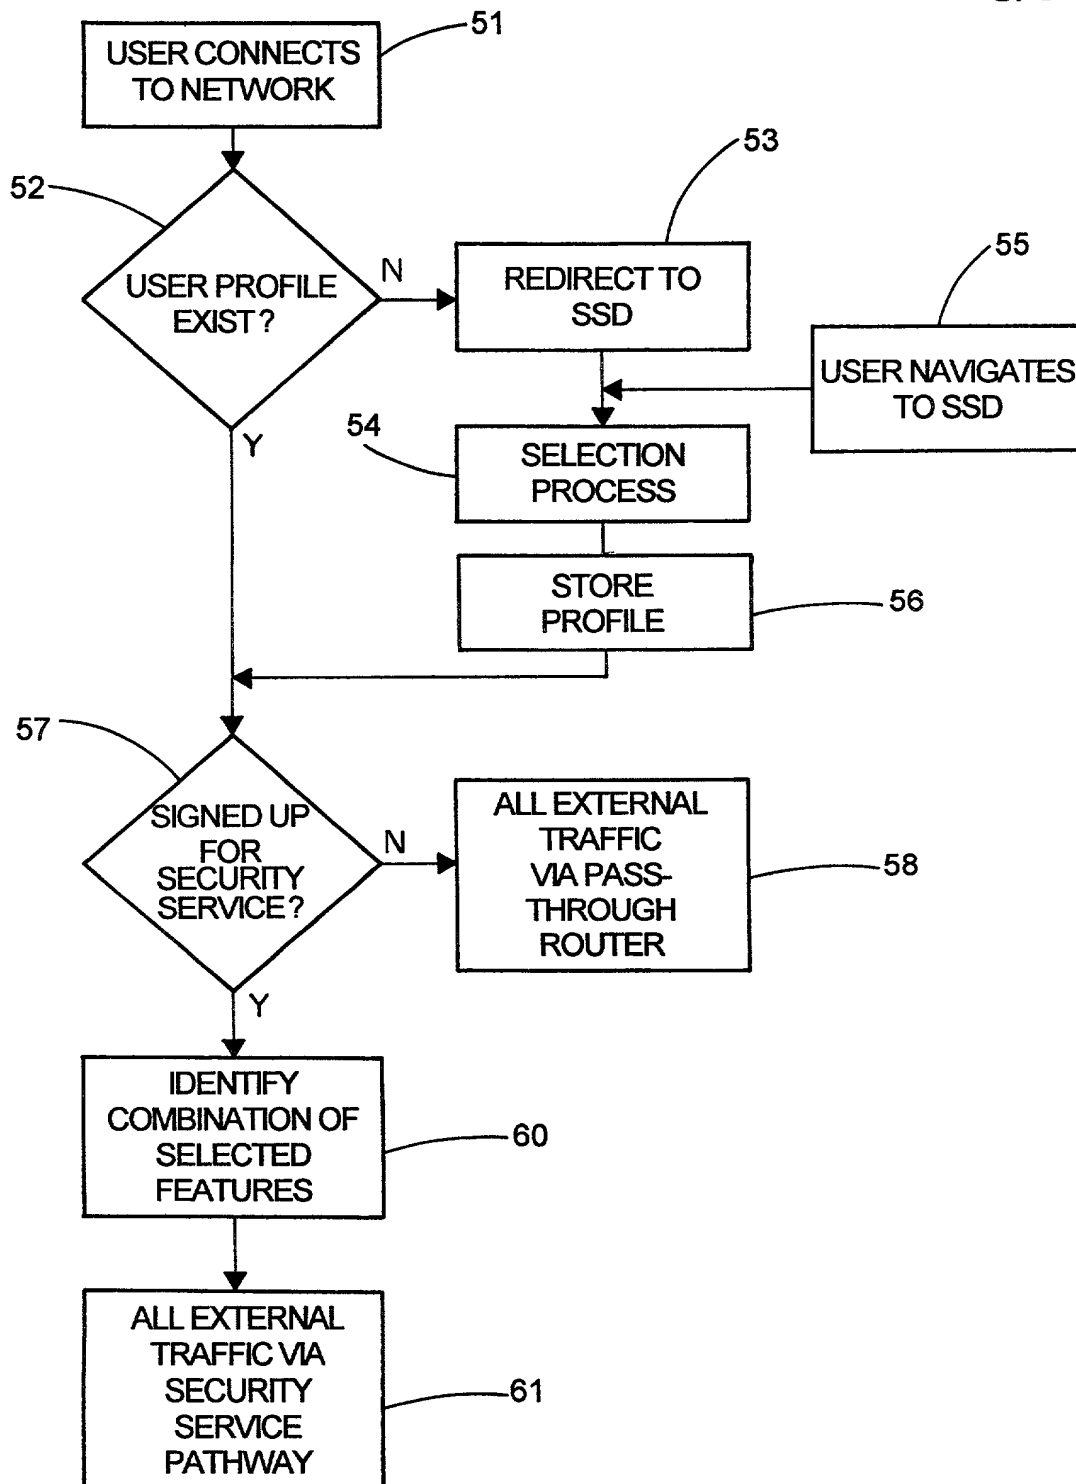 51
USER CONNECTS
TO NETWORK
53
52
55
USER PROFILE
EXIST?
N
REDIRECT TO
SSD
USER NAVIGATES
TO SSD
Y
54
SELECTION
PROCESS
STORE
PROFILE
56
57
SIGNED UP
FOR
SECURITY
SERVICE?
N
ALL EXTERNAL
TRAFFIC
VIA PASS-
THROUGH
ROUTER
58
Y
IDENTIFY
COMBINATION OF
SELECTED
FEATURES
60
ALL EXTERNAL
TRAFFIC VIA
SECURITY
SERVICE
PATHWAY
61